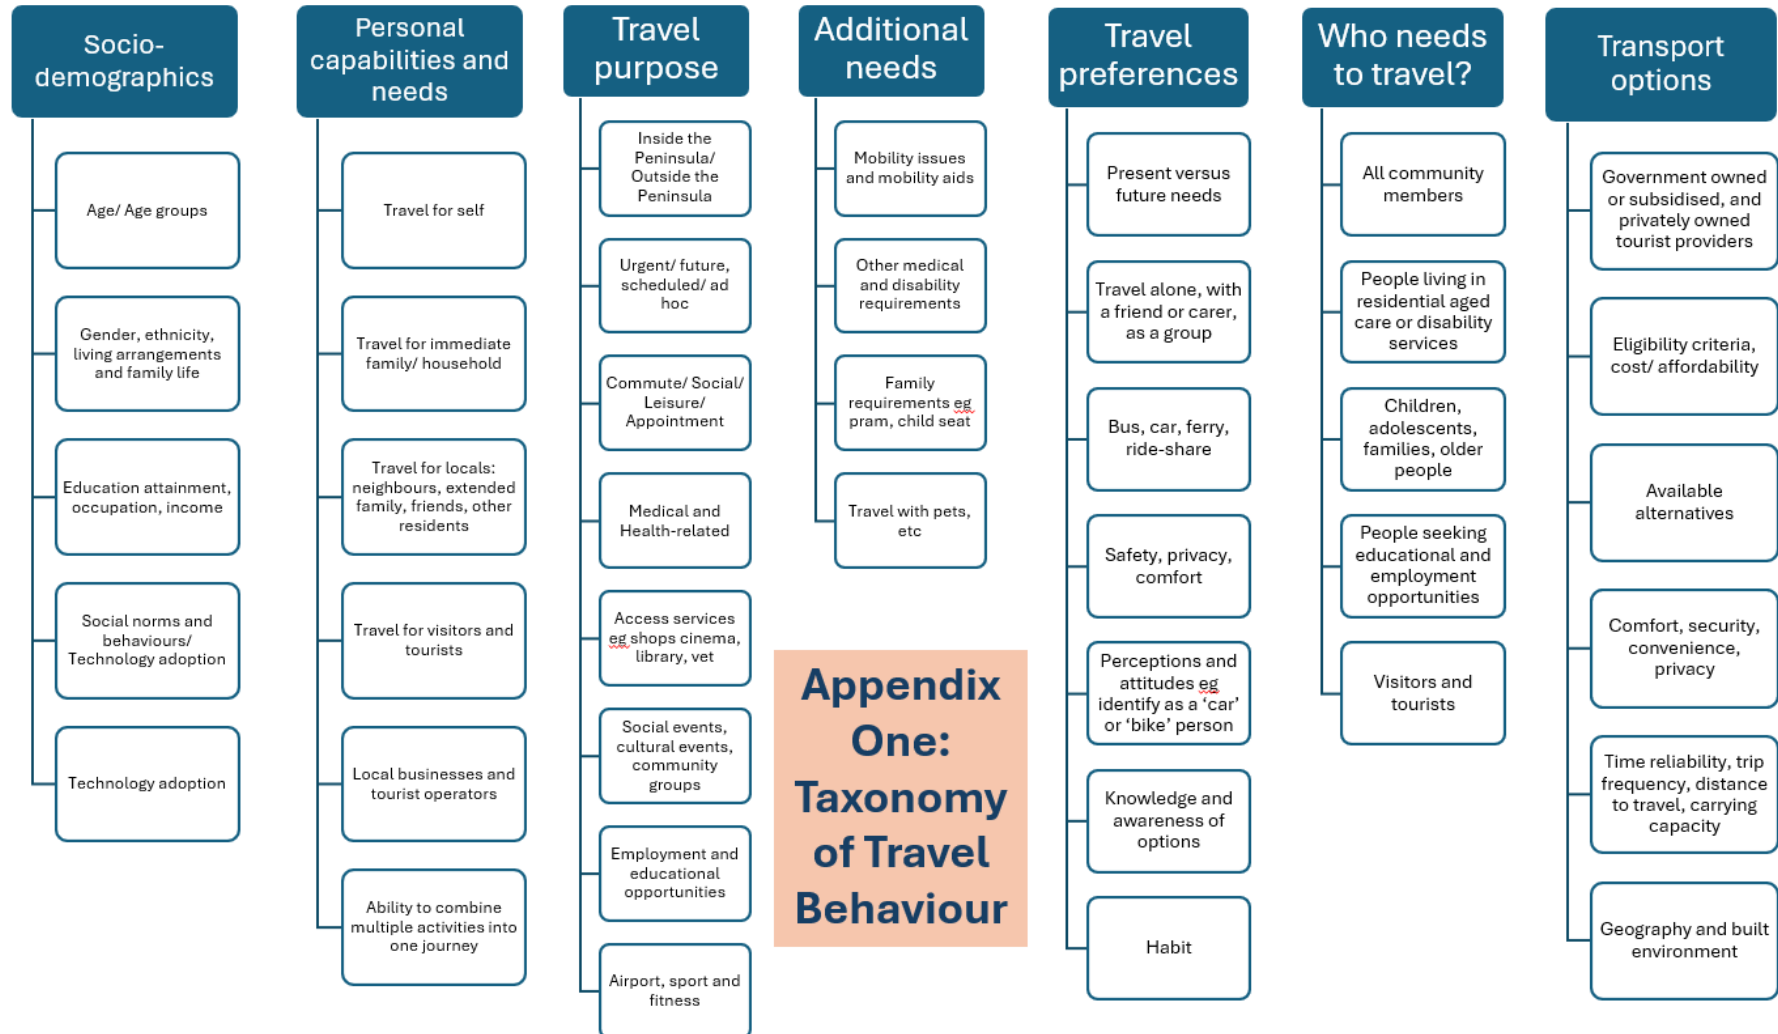 Socio-
demographics
Age/ Age groups
Gender, ethnicity,
living arrangements
and family life
Education attainment,
occupation, income
Social norms and
behaviours/
Technology adoption
Technology adoption
Personal
capabilities and
needs
Travel for self
Travel for immediate
family/ household
Travel for locals:
neighbours, extended
family, friends, other
residents
Travel for visitors and
tourists
Local businesses and
tourist operators
Ability to combine
multiple activities into
one journey
Travel
purpose
Inside the
Peninsula/
Outside the
Peninsula
Urgent/ future,
scheduled/ ad
hoc
Commute/ Social/
Leisure/
Appointment
Medical and
Health-related
Access services
eg shops cinema,
library, vet
Social events,
cultural events,
community
groups
Employment and
educational
opportunities
Airport, sport and
fitness
Additional
needs
Mobility issues
and mobility aids
Other medical
and disability
requirements
Family
requirements eg
pram, child seat
Travel with pets,
etc
Appendix
One:
Taxonomy
of Travel
Behaviour
Travel
preferences
Present versus
future needs
Travel alone, with
a friend or carer,
as a group
Bus, car, ferry,
ride-share
Safety, privacy,
comfort
Perceptions and
attitudes eg
identify as a ‘car’
or ‘bike’ person
Knowledge and
awareness of
options
Habit
Who needs
to travel?
All community
members
People living in
residential aged
care or disability
services
Children,
adolescents,
families, older
people
People seeking
educational and
employment
opportunities
Visitors and
tourists
Transport
options
Government owned
or subsidised, and
privately owned
tourist providers
Eligibility criteria,
cost/ affordability
Available
alternatives
Comfort, security,
convenience,
privacy
Time reliability, trip
frequency, distance
to travel, carrying
capacity
Geography and built
environment